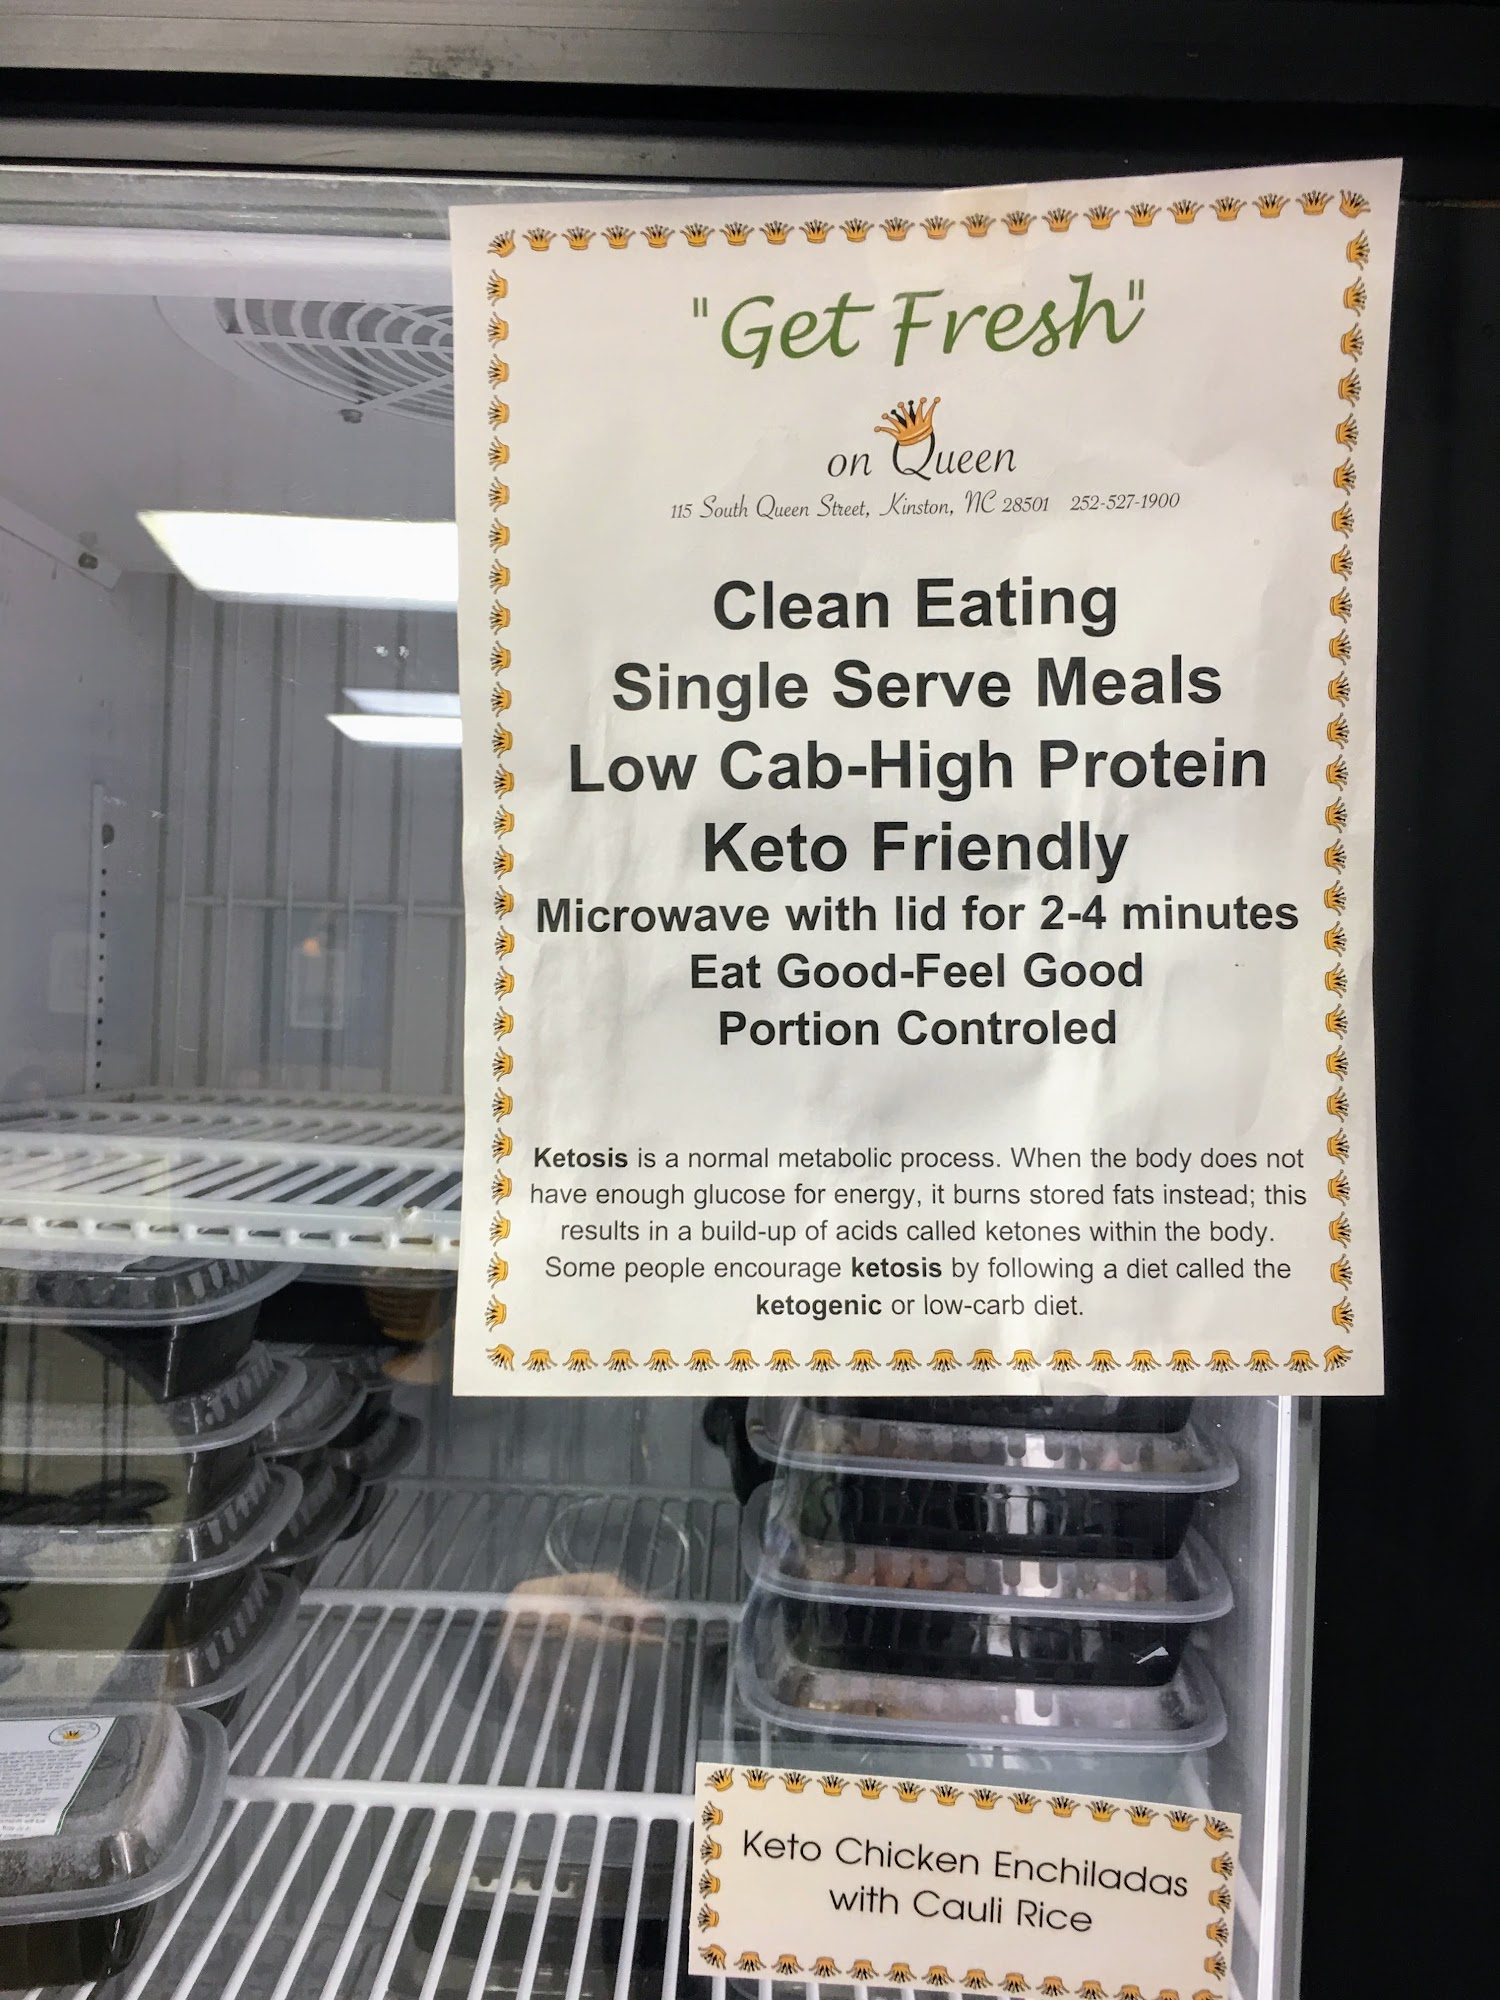 "Get Fresh"
on Queen
115 South Queen Street, Kinston, NC 28501 252-527-1900
Clean Eating
Single Serve Meals
Low Cab-High Protein
Keto Friendly
Microwave with lid for 2-4 minutes
Eat Good-Feel Good
Portion Controled
Ketosis is a normal metabolic process. When the body does not
have enough glucose for energy, it burns stored fats instead; this
results in a build-up of acids called ketones within the body.
Some people encourage ketosis by following a diet called the
ketogenic or low-carb diet.
Keto Chicken Enchiladas
with Cauli Rice